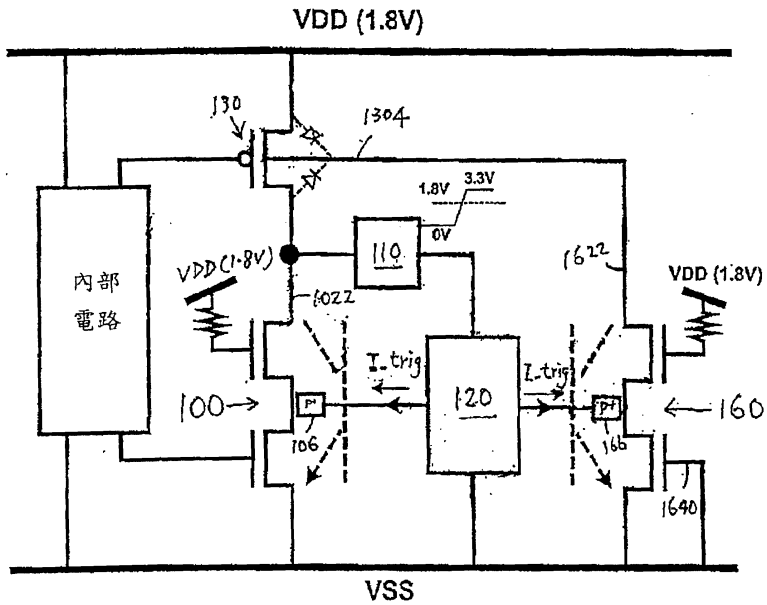 VDD (1.8V)
130
1304
1.8V
3.3V
0V
110
VDD(1.8V)
1622
VDD (1.8V)
內部
電路
6022
I_trig
I_trig
120
100
P+
106
P+
166
160
1640
VSS